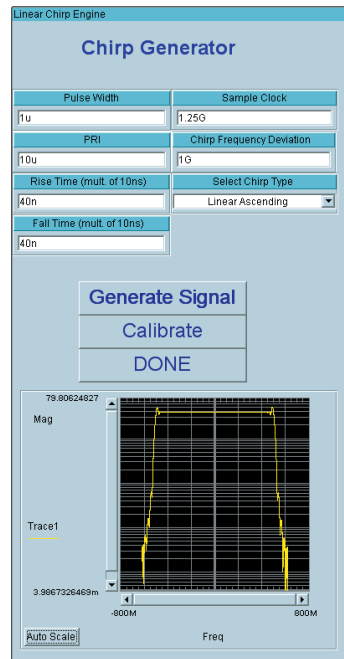 Linear Chirp Engine
Chirp Generator
Pulse Width
Sample Clock
1u
1.25G
PRI
Chirp Frequency Deviation
10u
1G
Rise Time (mult. of 10ns)
Select Chirp Type
40n
Linear Ascending
Fall Time (mult. of 10ns)
40n
Generate Signal
Calibrate
DONE
79.80624827
Mag
Trace1
3.9867326469m
-800M
800M
Auto Scale
Freq